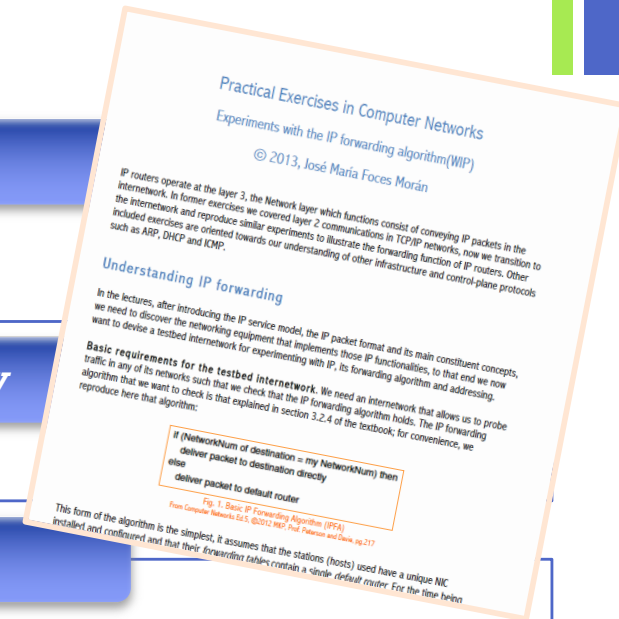 Practical Exercises in Computer Networks
Experiments with the IP forwarding algorithm(WIP)
© 2013, José María Foces Morán
IP routers operate at the layer 3, the Network layer which functions consist of conveying IP packets in the
internetwork. In former exercises we covered layer 2 communications in TCP/IP networks, now we transition to
the internetwork and reproduce similar experiments to illustrate the forwarding function of IP routers. Other
included exercises are oriented towards our understanding of other infrastructure and control-plane protocols
such as ARP, DHCP and ICMP.
Understanding IP forwarding
In the lectures, after introducing the IP service model, the IP packet format and its main constituent concepts,
we need to discover the networking equipment that implements those IP functionalities, to that end we now
want to devise a testbed internetwork for experimenting with IP, its forwarding algorithm and addressing.
Basic requirements for the testbed internetwork. We need an internetwork that allows us to probe
traffic in any of its networks such we check that the IP forwarding algorithm holds. The IP forwarding
algorithm that we want to check is that explained in section 3.2.4 of the textbook; for convenience, we
reproduce here that algorithm:
if (NetworkNum of destination = my NetworkNum) then
deliver packet to destination directly
else
deliver packet to default router
Fig. 1. Basic IP Forwarding Algorithm (IPFA)
From Computer Networks Ed.5, ©2012 MKP, Prof. Peterson and Davie, pg.217
This form of the algorithm is the simplest, it assumes that the stations (hosts) used have a unique NIC
installed and configured and that their forwarding tables contain a single default router. For the time being
y